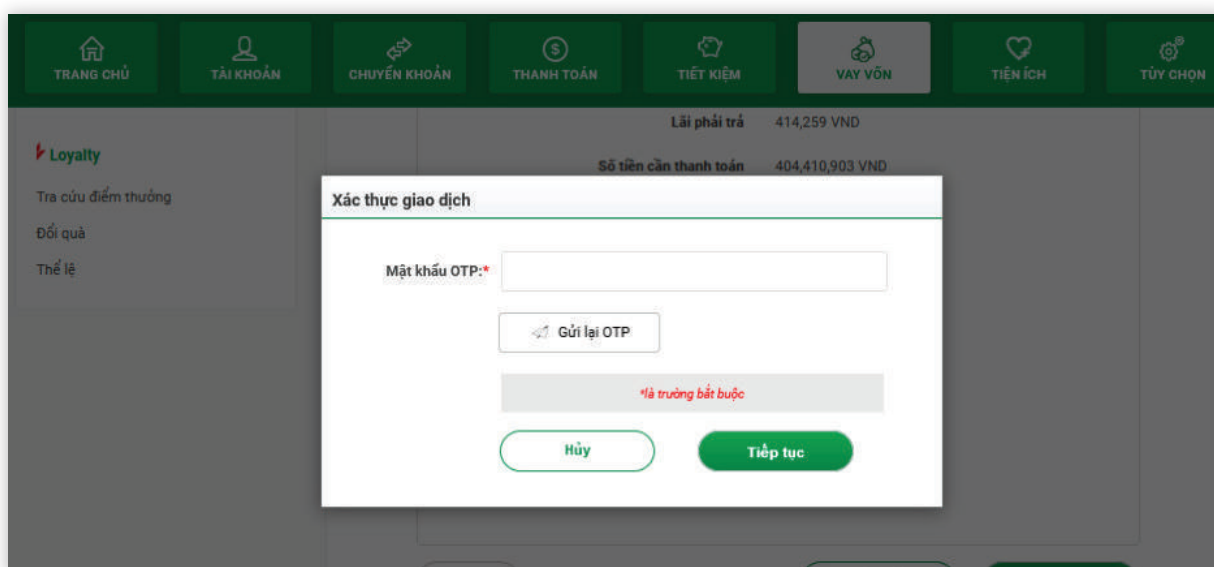 TRANG CHỦ
TÀI KHOẢN
CHUYỂN KHOẢN
THANH TOÁN
TIẾT KIỆM
VAY VỐN
TIỆN ÍCH
TÙY CHỌN
Lãi phải trả 414,259 VND
Loyalty
Số tiền cần thanh toán 404,410,903 VND
Tra cứu điểm thưởng
Đổi quà
Thể lệ
Xác thực giao dịch
Mật khẩu OTP:*
Gửi lại OTP
*là trường bắt buộc
Hủy
Tiếp tục